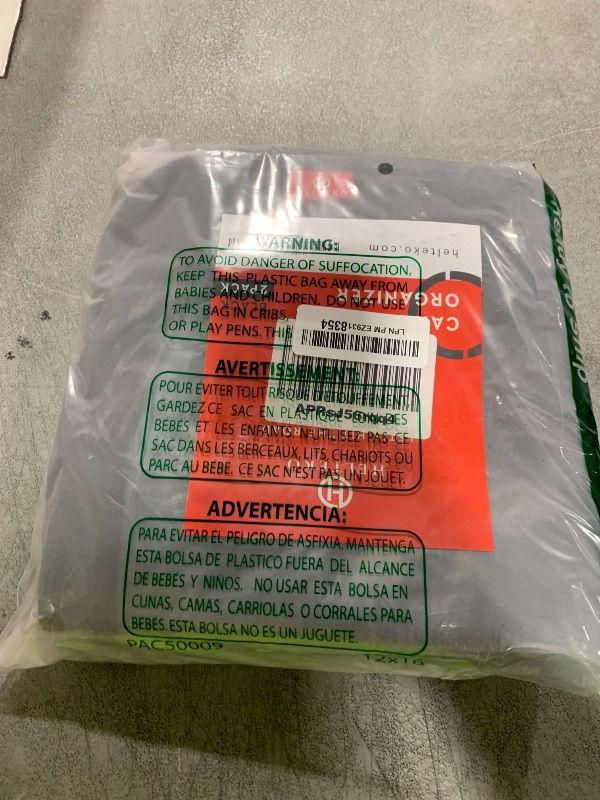 WARNING:
TO AVOID DANGER OF SUFFOCATION,
KEEP THIS PLASTIC BAG AWAY FROM
BABIES AND CHILDREN. DO NOT USE
THIS BAG IN CRIBS,
OR PLAY PENS. THIS
helteko.com
ORGANIZER
2PACK
BLACK
LPN PM EZ9318354
AVERTISSEMENT:
POUR EVITER TOUT RISQUE D'ETOUFFEMENT,
GARDEZ CE SAC EN PLASTIQUE LOIN DES
BEBÉS ET LES ENFANTS. N'UTILISEZ PAS CE
SAC DANS LES BERCEAUX, LITS, CHARIOTS OU
PARC AU BEBÉ. CE SAC N'EST PAS UN JOUET.
HELTEKO
H
ADVERTENCIA:
PARA EVITAR EL PELIGRO DE ASFIXIA, MANTENGA
ESTA BOLSA DE PLASTICO FUERA DEL ALCANCE
DE BEBES Y NIÑOS. NO USAR ESTA BOLSA EN
CUNAS, CAMAS, CARRIOLAS O CORRALES PARA
BEBÉS. ESTA BOLSA NO ES UN JUGUETE.
PAC50009
12x16